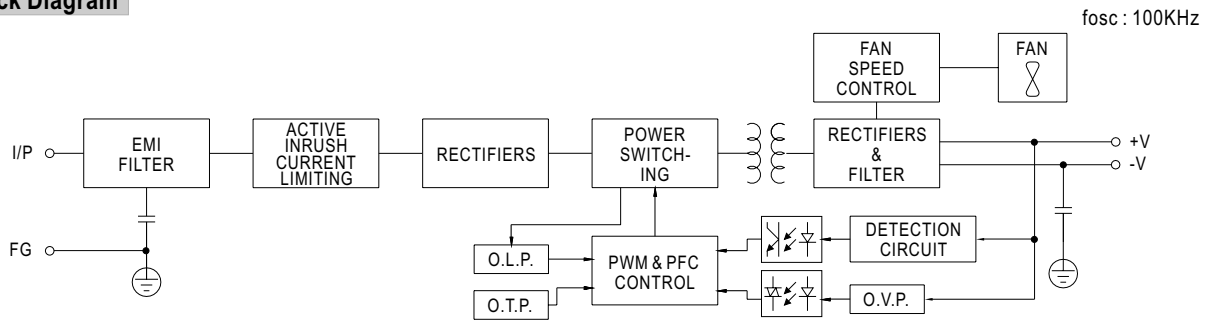 ck Diagram
fosc : 100KHz
FAN
SPEED
CONTROL
FAN
I/P
EMI
FILTER
ACTIVE
INRUSH
CURRENT
LIMITING
RECTIFIERS
POWER
SWITCH-
ING
RECTIFIERS
&
FILTER
+V
-V
FG
O.L.P.
O.T.P.
PWM & PFC
CONTROL
DETECTION
CIRCUIT
O.V.P.